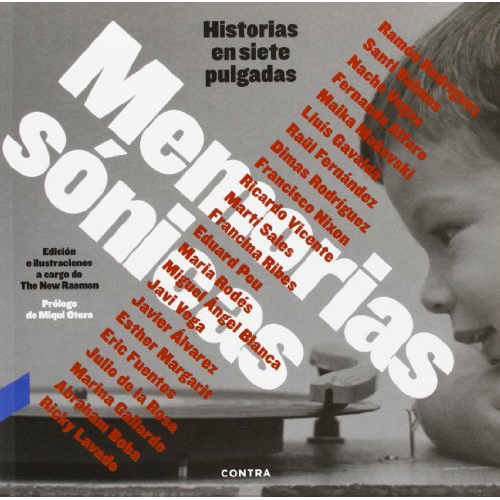 Historias
en siete
pulgadas
Memorias
sónicas
Ramón Rodríguez
Santi Balmes
Nacho Vegas
Fernando Alfaro
Maika Makovski
Lluís Gavaldà
Raúl Fernández
Dimas Rodríguez
Francisco Nixon
Ricardo Vicente
Martí Sales
Francina Ribes
Eduard Pou
Maria Rodés
Miguel Ángel Blanca
Javi Vega
Javier Álvarez
Esther Margarit
Eric Fuentes
Julio de la Rosa
Marina Gallardo
Abraham Boba
Ricky Lavado
Edición
e ilustraciones
a cargo de
The New Raemon
Prólogo
de Miqui Otero
CONTRA